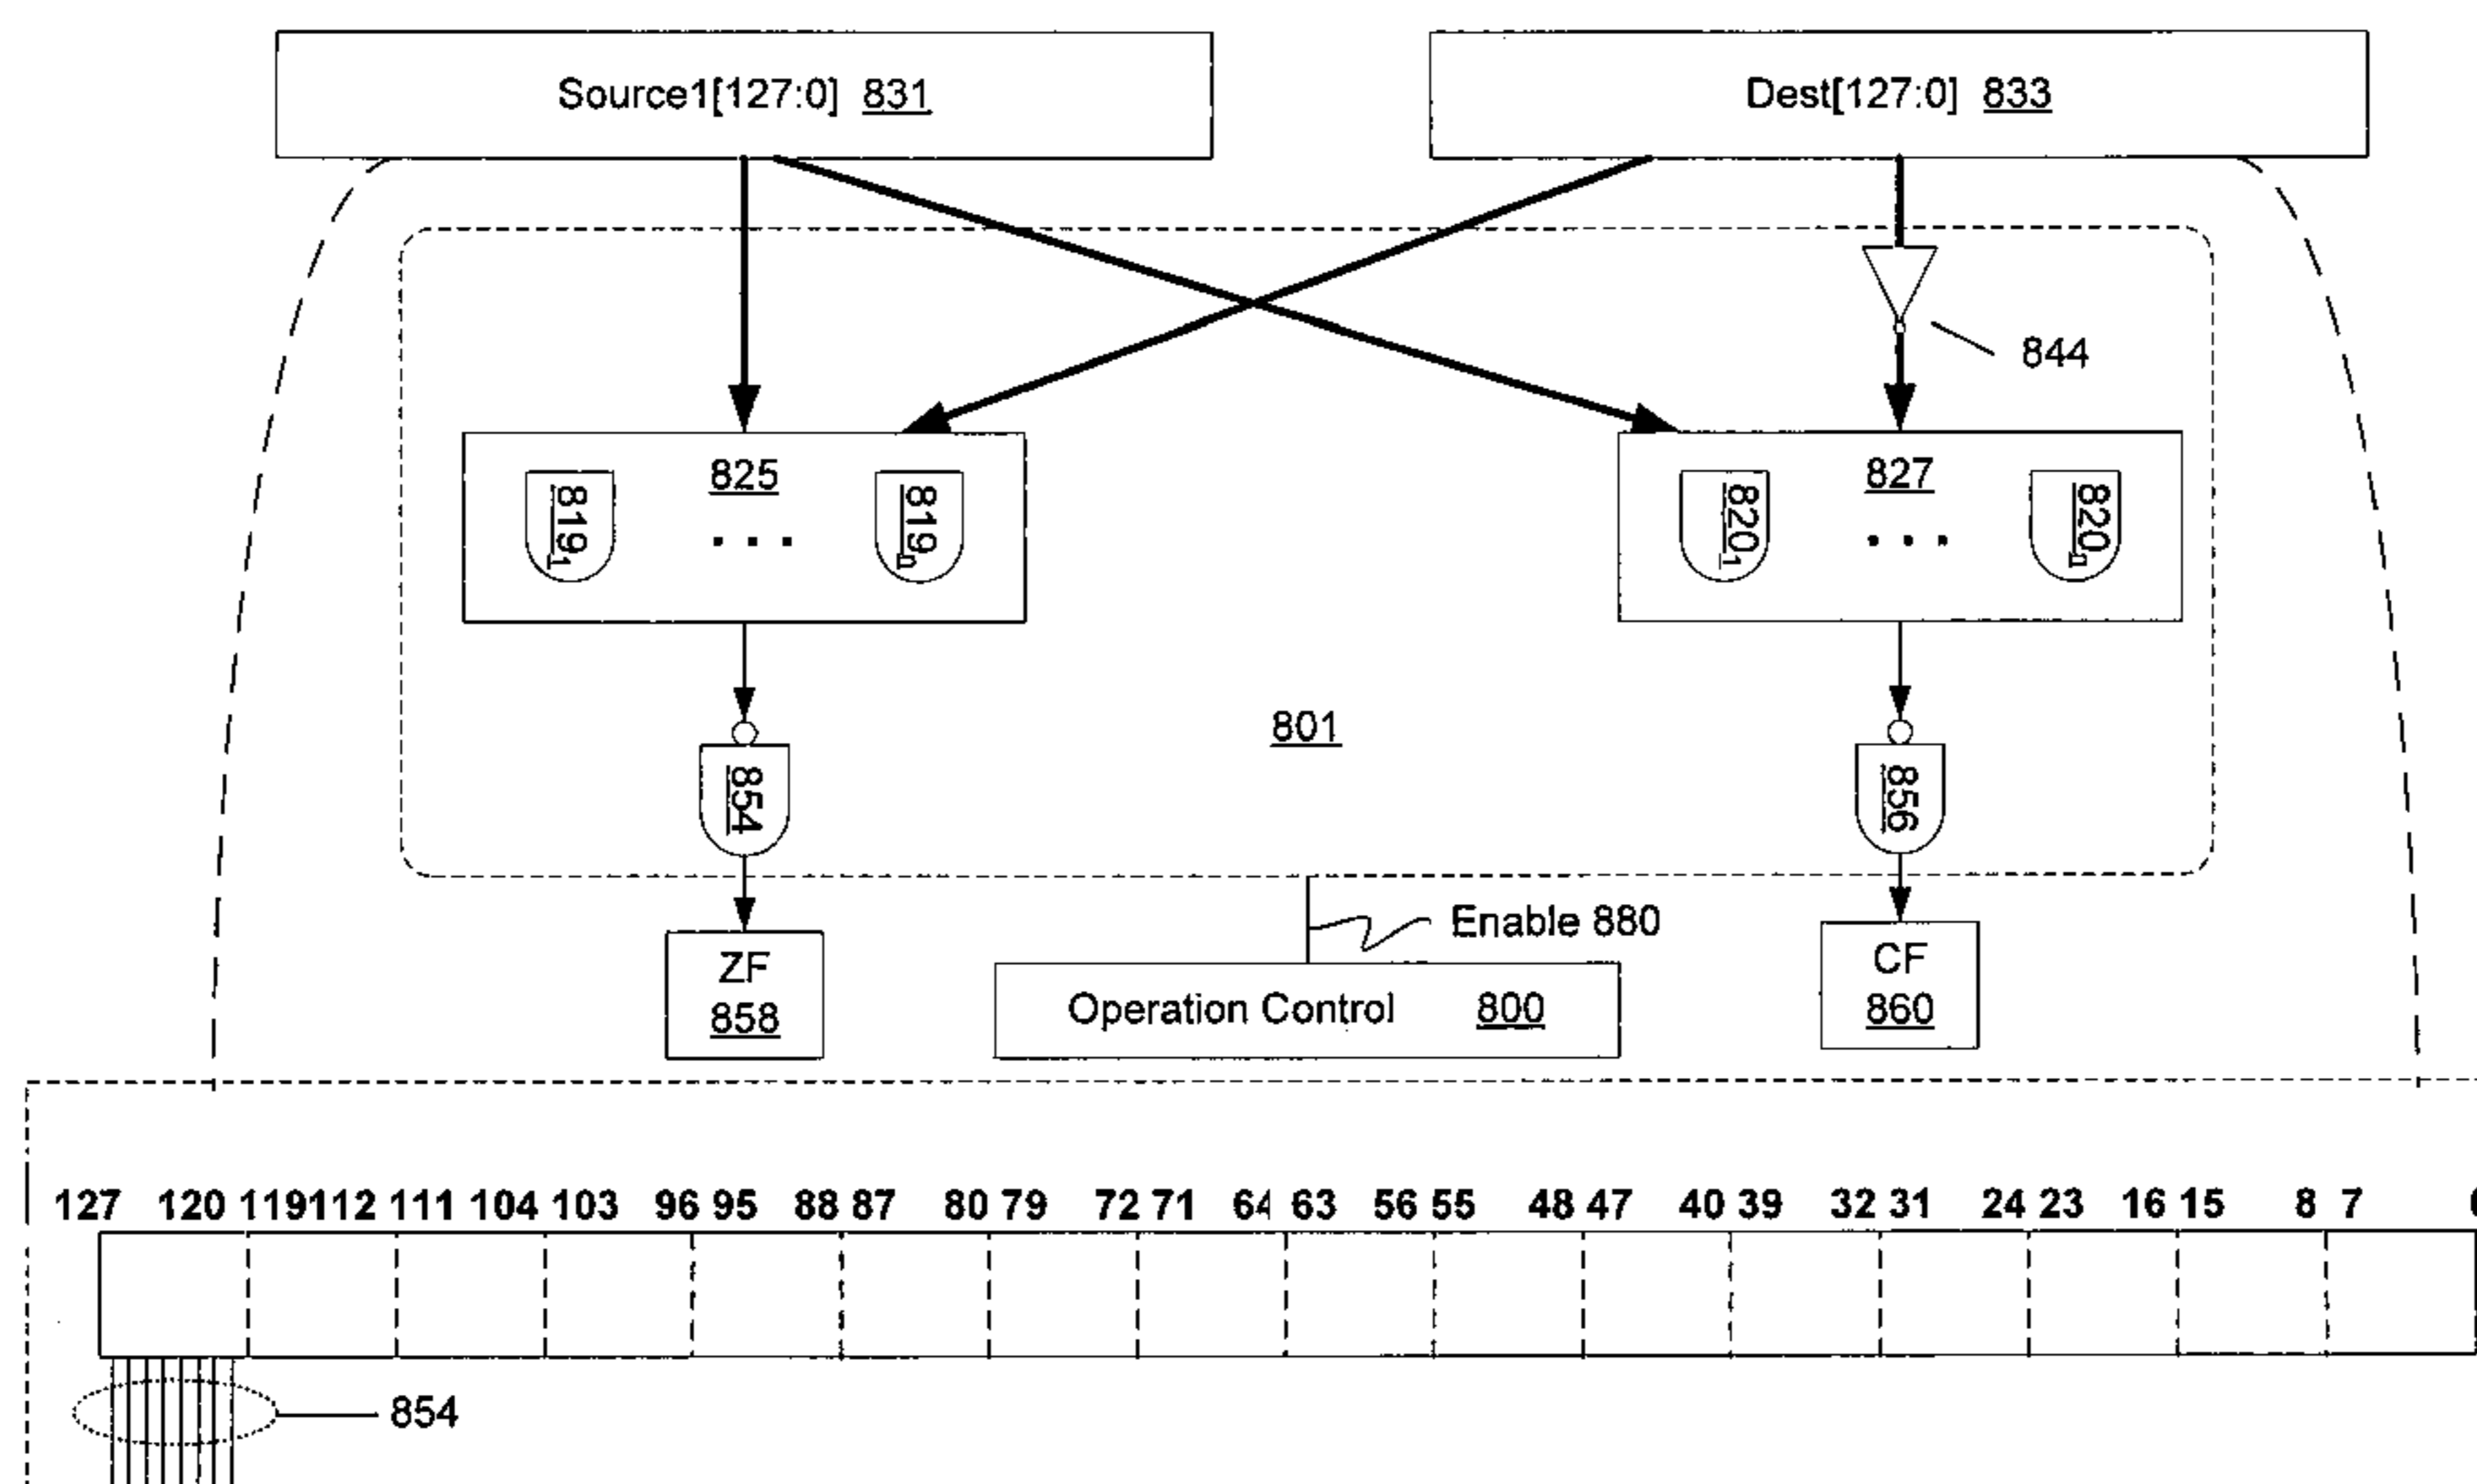 Source1[127:0] 831
Dest[127:0] 833
844
825
827
819₁
...
819ₙ
820₁
...
820ₙ
801
854
856
Enable 880
ZF
858
Operation Control 800
CF
860
127 120 119 112 111 104 103 96 95 88 87 80 79 72 71 64 63 56 55 48 47 40 39 32 31 24 23 16 15 8 7
854